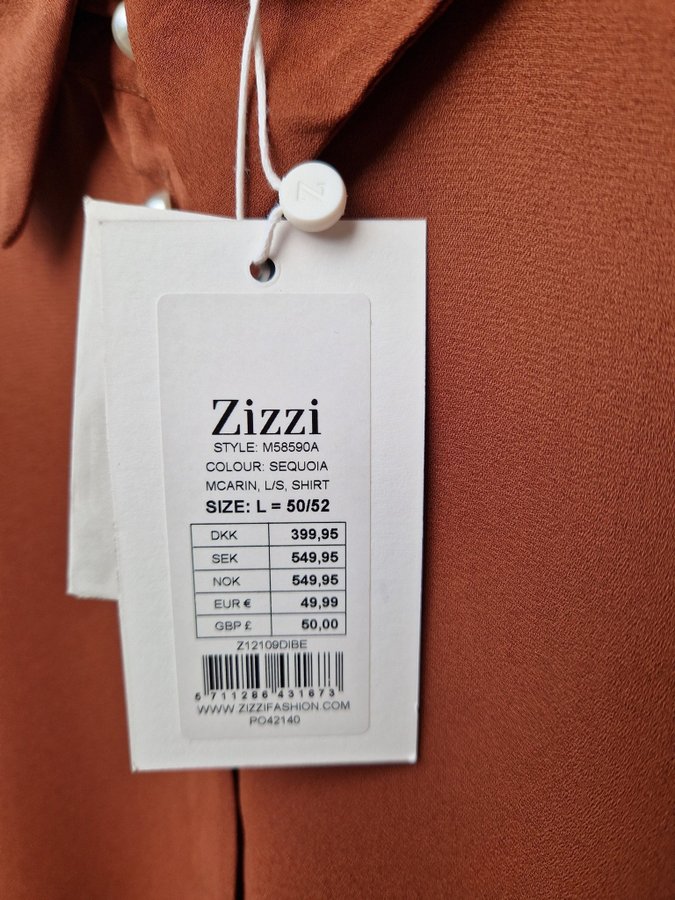 Z
Zizzi
STYLE: M58590A
COLOUR: SEQUOIA
MCARIN, L/S, SHIRT
SIZE: L = 50/52
DKK 399,95
SEK 549,95
NOK 549,95
EUR € 49,99
GBP £ 50,00
Z12109DIBE
5 711286 431673
WWW.ZIZZIFASHION.COM
PO42140